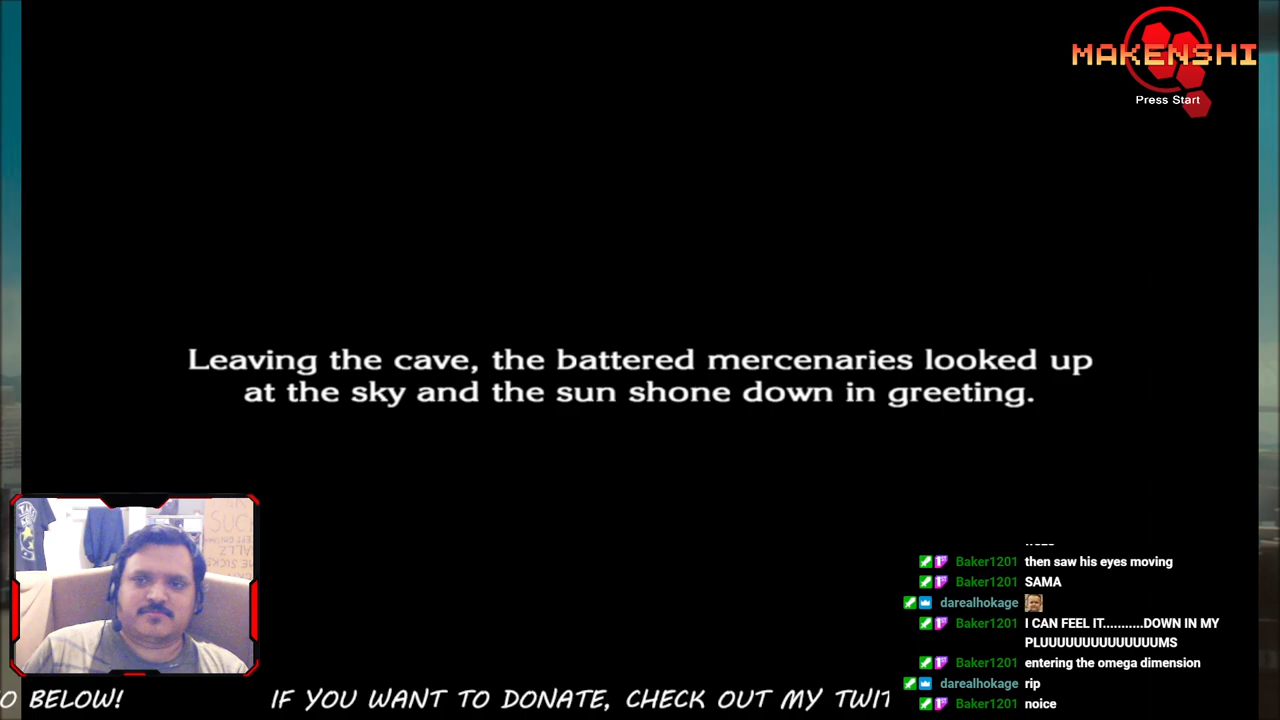 MAKENSHI
Press Start
Leaving the cave, the battered mercenaries looked up
at the sky and the sun shone down in greeting.
Baker1201 then saw his eyes moving
Baker1201 SAMA
darealhokage
Baker1201 I CAN FEEL IT..........DOWN IN MY
PLUUUUUUUUUUUUUUMS
Baker1201 entering the omega dimension
darealhokage rip
Baker1201 noice
O BELOW! IF YOU WANT TO DONATE, CHECK OUT MY TWIT